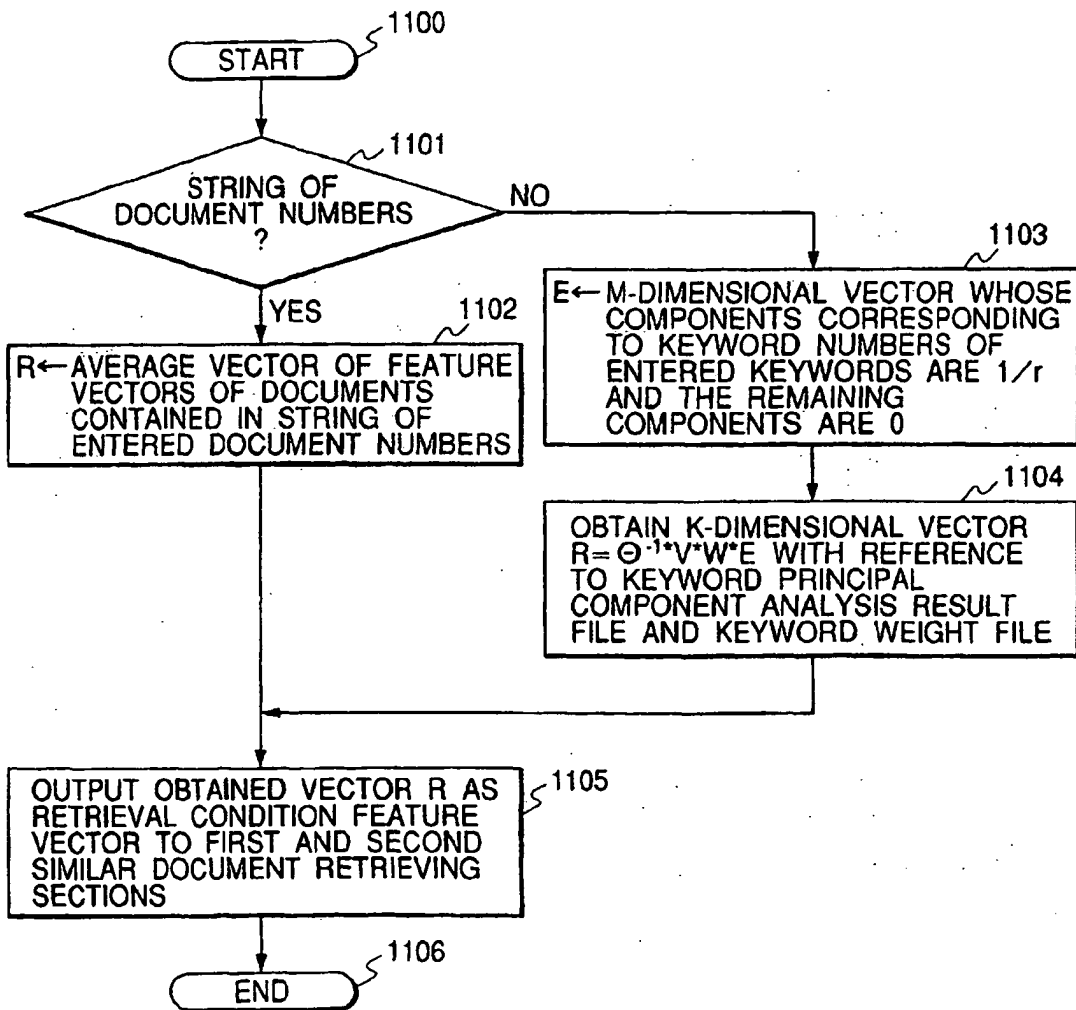 1100
START
1101
STRING OF
DOCUMENT NUMBERS
?
NO
YES
1102
R←AVERAGE VECTOR OF FEATURE
VECTORS OF DOCUMENTS
CONTAINED IN STRING OF
ENTERED DOCUMENT NUMBERS
1103
E←M-DIMENSIONAL VECTOR WHOSE
COMPONENTS CORRESPONDING
TO KEYWORD NUMBERS OF
ENTERED KEYWORDS ARE 1/r
AND THE REMAINING
COMPONENTS ARE 0
1104
OBTAIN K-DIMENSIONAL VECTOR
R=Θ⁻¹*V*W*E WITH REFERENCE
TO KEYWORD PRINCIPAL
COMPONENT ANALYSIS RESULT
FILE AND KEYWORD WEIGHT FILE
1105
OUTPUT OBTAINED VECTOR R AS
RETRIEVAL CONDITION FEATURE
VECTOR TO FIRST AND SECOND
SIMILAR DOCUMENT RETRIEVING
SECTIONS
1106
END